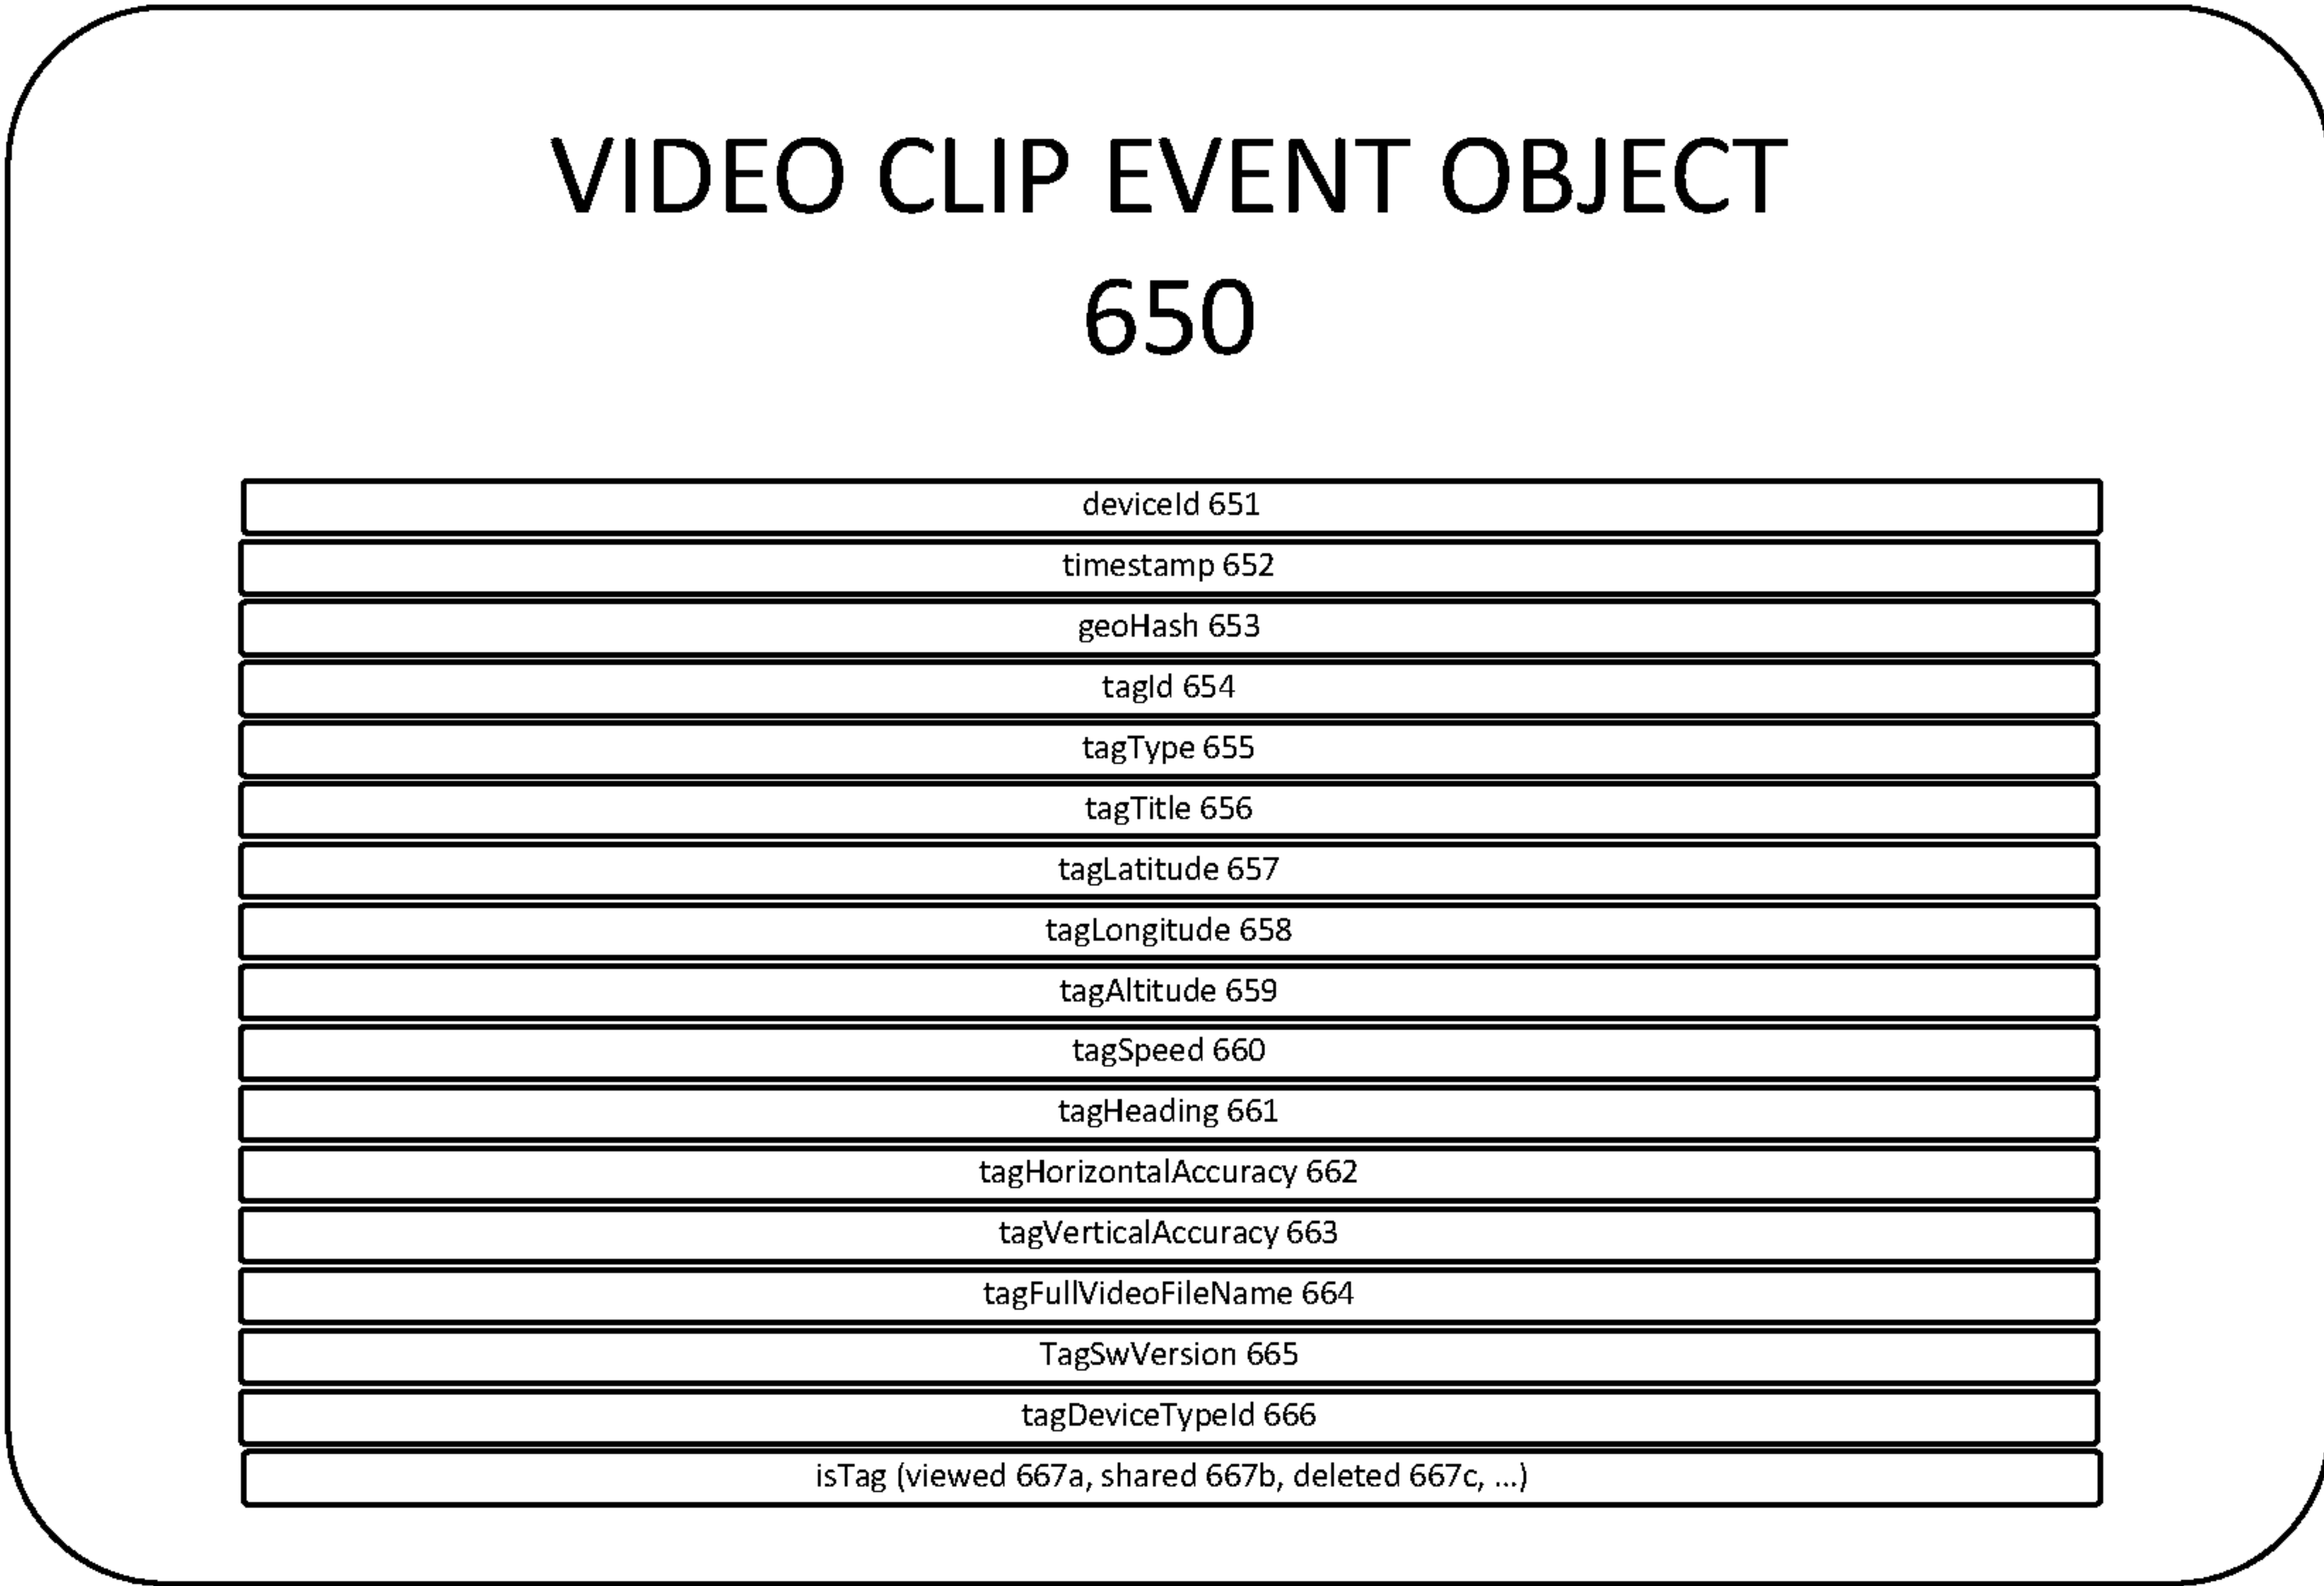 VIDEO CLIP EVENT OBJECT
650
deviceId 651
timestamp 652
geoHash 653
tagId 654
tagType 655
tagTitle 656
tagLatitude 657
tagLongitude 658
tagAltitude 659
tagSpeed 660
tagHeading 661
tagHorizontalAccuracy 662
tagVerticalAccuracy 663
tagFullVideoFileName 664
TagSwVersion 665
tagDeviceTypeId 666
isTag (viewed 667a, shared 667b, deleted 667c, ...)